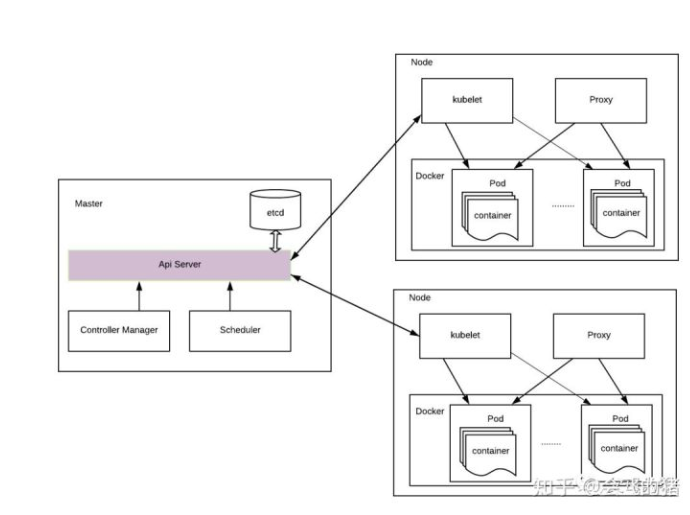 Master
etcd
Api Server
Controller Manager
Scheduler
Node
kubelet
Proxy
Docker
Pod
container
.........
Pod
container
Node
kubelet
Proxy
Docker
Pod
container
........
Pod
container
知乎